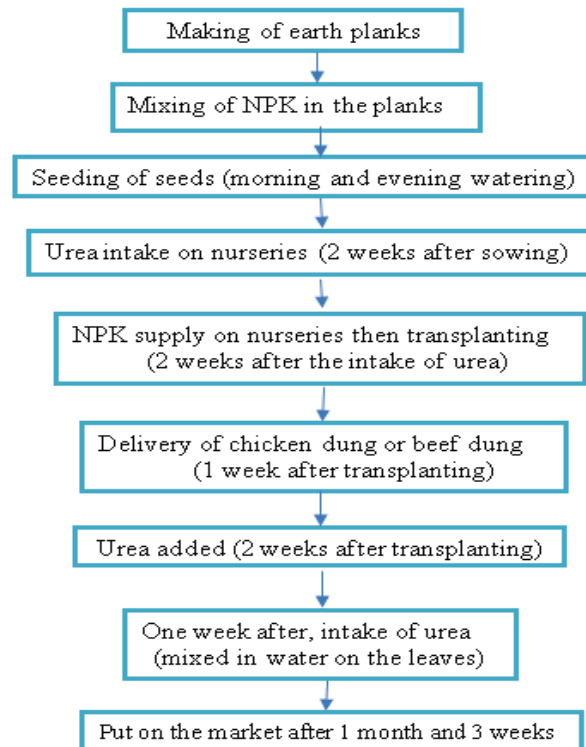 Making of earth planks
Mixing of NPK in the planks
Seeding of seeds (morning and evening watering)
Urea intake on nurseries (2 weeks after sowing)
NPK supply on nurseries then transplanting
(2 weeks after the intake of urea)
Delivery of chicken dung or beef dung
(1 week after transplanting)
Urea added (2 weeks after transplanting)
One week after, intake of urea
(mixed in water on the leaves)
Put on the market after 1 month and 3 weeks